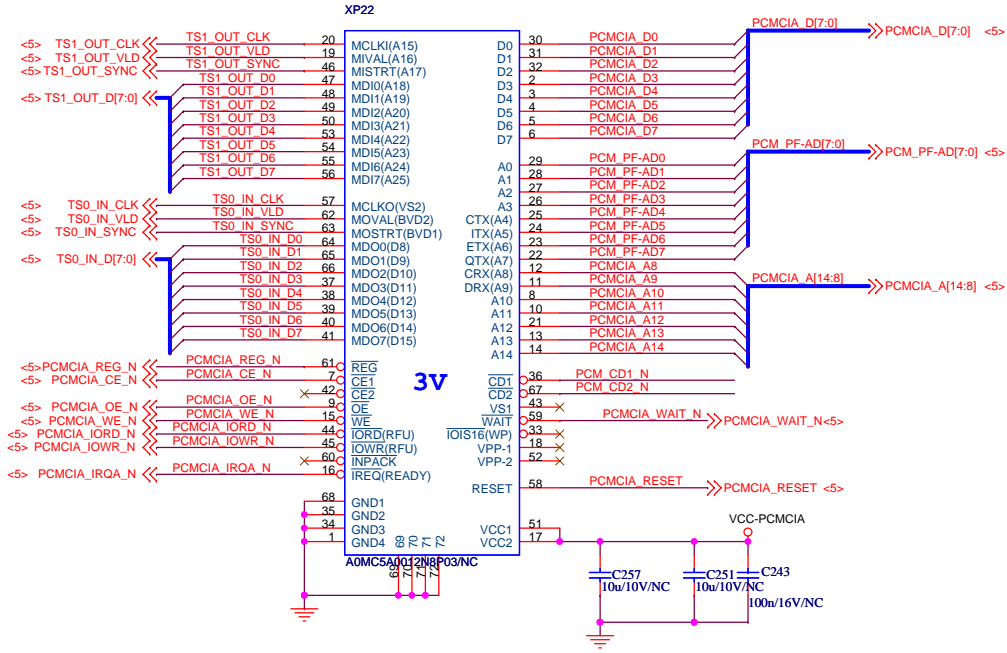 XP22
<5> TS1_OUT_CLK TS1_OUT_CLK 20 MCLKI(A15) D0 30 PCMCIA_D0 PCMCIA_D[7:0] PCMCIA_D[7:0] <5>
<5> TS1_OUT_VLD TS1_OUT_VLD 19 MIVAL(A16) D1 31 PCMCIA_D1
<5> TS1_OUT_SYNC TS1_OUT_SYNC 46 MISTRT(A17) D2 32 PCMCIA_D2
TS1_OUT_D0 47 MDI0(A18) D3 2 PCMCIA_D3
<5> TS1_OUT_D[7:0] TS1_OUT_D1 48 MDI1(A19) D4 3 PCMCIA_D4
TS1_OUT_D2 49 MDI2(A20) D5 4 PCMCIA_D5
TS1_OUT_D3 50 MDI3(A21) D6 5 PCMCIA_D6
TS1_OUT_D4 53 MDI4(A22) D7 6 PCMCIA_D7
TS1_OUT_D5 54 MDI5(A23) PCM_PF-AD[7:0] PCM_PF-AD[7:0] <5>
TS1_OUT_D6 55 MDI6(A24) A0 29 PCM_PF-AD0
TS1_OUT_D7 56 MDI7(A25) A1 28 PCM_PF-AD1
A2 27 PCM_PF-AD2
<5> TS0_IN_CLK TS0_IN_CLK 57 MCLKO(VS2) A3 26 PCM_PF-AD3
<5> TS0_IN_VLD TS0_IN_VLD 62 MOVAL(BVD2) CTX(A4) 25 PCM_PF-AD4
<5> TS0_IN_SYNC TS0_IN_SYNC 63 MOSTRT(BVD1) ITX(A5) 24 PCM_PF-AD5
TS0_IN_D0 64 MDO0(D8) ETX(A6) 23 PCM_PF-AD6
<5> TS0_IN_D[7:0] TS0_IN_D1 65 MDO1(D9) QTX(A7) 22 PCM_PF-AD7
TS0_IN_D2 66 MDO2(D10) CRX(A8) 12 PCMCIA_A8
TS0_IN_D3 37 MDO3(D11) DRX(A9) 11 PCMCIA_A9 PCMCIA_A[14:8] PCMCIA_A[14:8] <5>
TS0_IN_D4 38 MDO4(D12) A10 8 PCMCIA_A10
TS0_IN_D5 39 MDO5(D13) A11 10 PCMCIA_A11
TS0_IN_D6 40 MDO6(D14) A12 21 PCMCIA_A12
TS0_IN_D7 41 MDO7(D15) A13 13 PCMCIA_A13
A14 14 PCMCIA_A14
<5> PCMCIA_REG_N PCMCIA_REG_N 61 REG
<5> PCMCIA_CE_N PCMCIA_CE_N 7 CE1 3V CD1 36 PCM_CD1_N
42 CE2 CD2 67 PCM_CD2_N
<5> PCMCIA_OE_N PCMCIA_OE_N 9 OE VS1 43
<5> PCMCIA_WE_N PCMCIA_WE_N 15 WE WAIT 59 PCMCIA_WAIT_N PCMCIA_WAIT_N<5>
<5> PCMCIA_IORD_N PCMCIA_IORD_N 44 IORD(RFU) IOIS16(WP) 33
<5> PCMCIA_IOWR_N PCMCIA_IOWR_N 45 IOWR(RFU) VPP-1 18
60 INPACK VPP-2 52
<5> PCMCIA_IRQA_N PCMCIA_IRQA_N 16 IREQ(READY)
RESET 58 PCMCIA_RESET PCMCIA_RESET <5>
68 GND1
35 GND2
34 GND3 VCC1 51 VCC-PCMCIA
1 GND4 VCC2 17
69 70 71 72
A0MC5A0012N8P03/NC
69 70 71 72
C257 C251 C243
10u/10V/NC 10u/10V/NC
100n/16V/NC